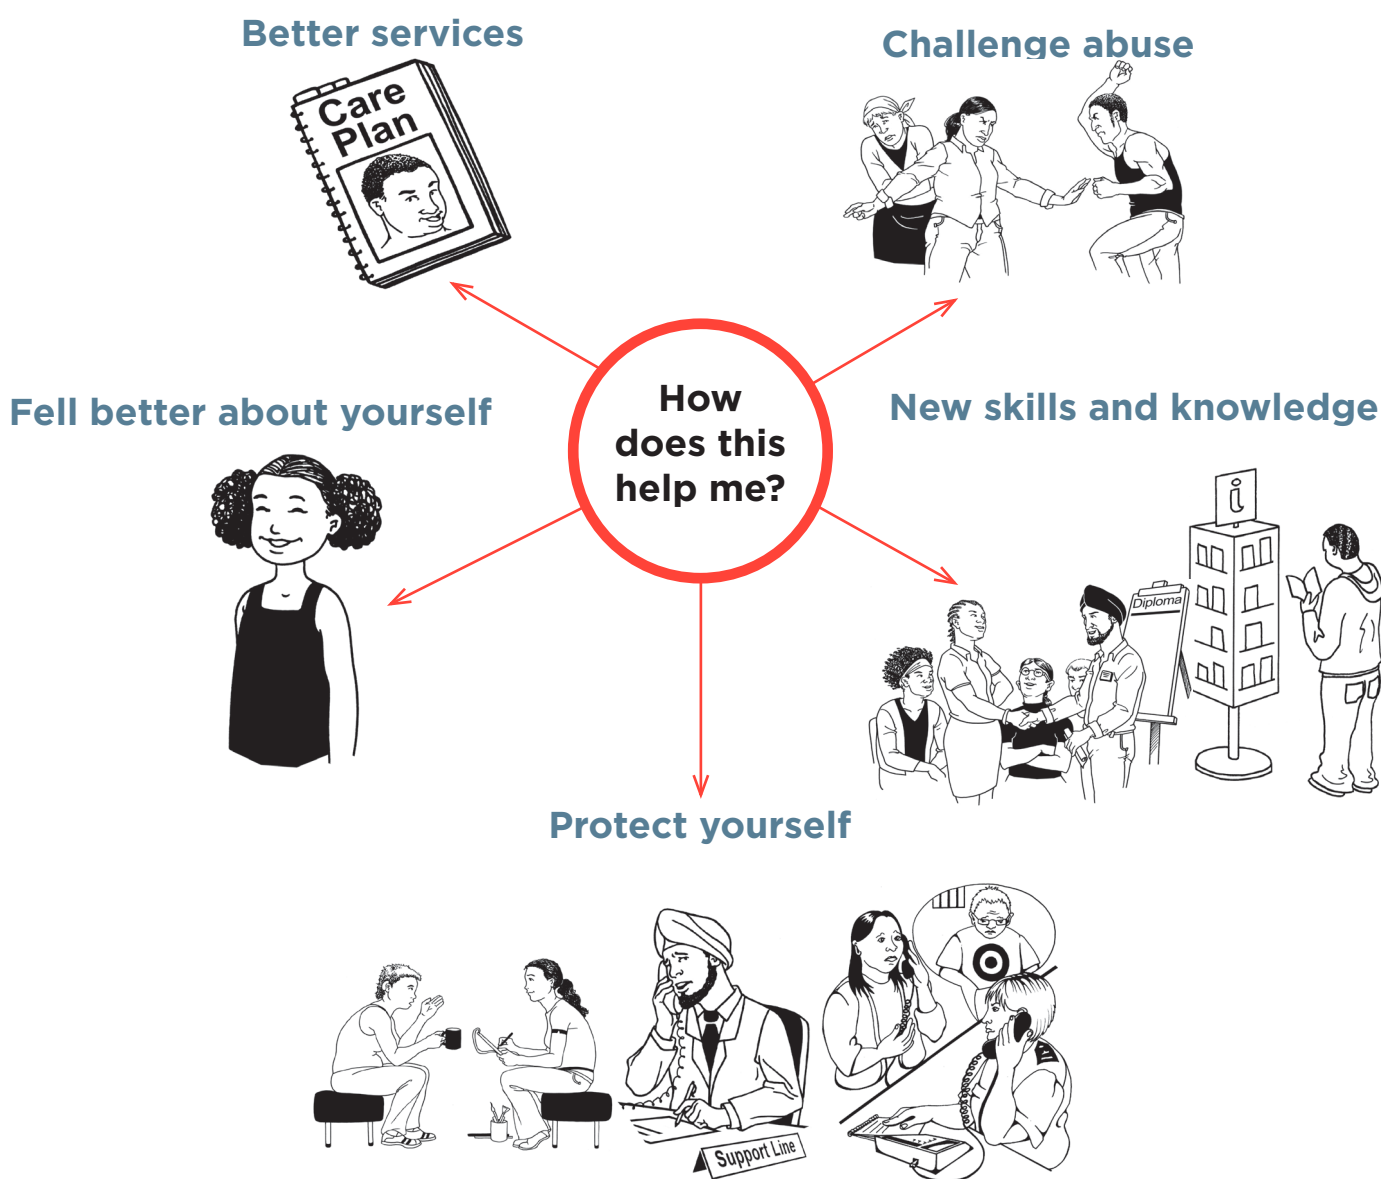 Better services
Challenge abuse
Care
Plan
How
does this
help me?
Fell better about yourself
New skills and knowledge
i
Diploma
Protect yourself
Support Line